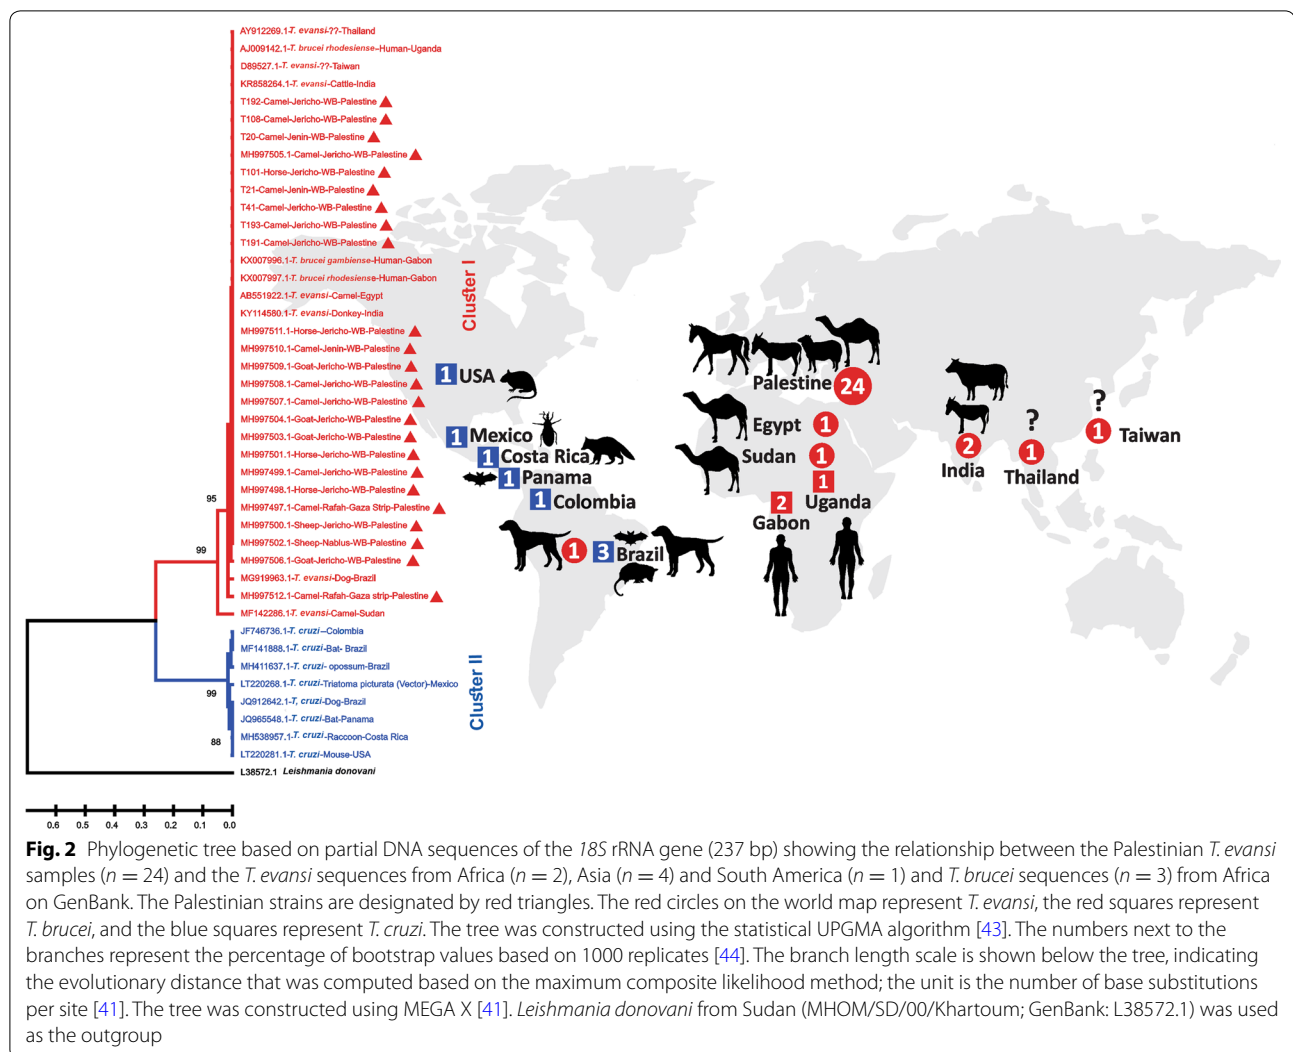 AY912269.1-T. evansi-??-Thailand
AJ009142.1-T. brucei rhodesiense-Human-Uganda
D89527.1-T. evansi-??-Taiwan
KR858264.1-T. evansi-Cattle-India
T192-Camel-Jericho-WB-Palestine
T108-Camel-Jericho-WB-Palestine
T20-Camel-Jenin-WB-Palestine
MH997505.1-Camel-Jericho-WB-Palestine
T101-Horse-Jericho-WB-Palestine
T21-Camel-Jenin-WB-Palestine
T41-Camel-Jericho-WB-Palestine
T193-Camel-Jericho-WB-Palestine
T191-Camel-Jericho-WB-Palestine
KX007996.1-T. brucei gambiense-Human-Gabon
KX007997.1-T. brucei rhodesiense-Human-Gabon
AB551922.1-T. evansi-Camel-Egypt
KY114580.1-T. evansi-Donkey-India
MH997511.1-Horse-Jericho-WB-Palestine
MH997510.1-Camel-Jenin-WB-Palestine
MH997509.1-Goat-Jericho-WB-Palestine
MH997508.1-Camel-Jericho-WB-Palestine
MH997507.1-Camel-Jericho-WB-Palestine
MH997504.1-Goat-Jericho-WB-Palestine
MH997503.1-Goat-Jericho-WB-Palestine
MH997501.1-Horse-Jericho-WB-Palestine
MH997499.1-Camel-Jericho-WB-Palestine
MH997498.1-Horse-Jericho-WB-Palestine
MH997497.1-Camel-Rafah-Gaza Strip-Palestine
MH997500.1-Sheep-Jericho-WB-Palestine
MH997502.1-Sheep-Nablus-WB-Palestine
MH997506.1-Goat-Jericho-WB-Palestine
MG919963.1-T. evansi-Dog-Brazil
MH997512.1-Camel-Rafah-Gaza strip-Palestine
MF142286.1-T. evansi-Camel-Sudan
JF746736.1-T. cruzi--Colombia
MF141888.1-T. cruzi-Bat- Brazil
MH411637.1-T. cruzi- opossum-Brazil
LT220268.1-T. cruzi-Triatoma picturata (Vector)-Mexico
JQ912642.1-T, cruzi-Dog-Brazil
JQ965548.1-T. cruzi-Bat-Panama
MH538957.1-T. cruzi-Raccoon-Costa Rica
LT220281.1-T. cruzi-Mouse-USA
L38572.1 Leishmania donovani
95
99
99
88
Cluster I
Cluster II
1 USA
1 Mexico
1 Costa Rica
1 Panama
1 Colombia
1
3 Brazil
Palestine 24
Egypt 1
Sudan 1
1
Uganda
2
Gabon
2
India
?
1
Thailand
?
1 Taiwan
0.6 0.5 0.4 0.3 0.2 0.1 0.0
Fig. 2 Phylogenetic tree based on partial DNA sequences of the 18S rRNA gene (237 bp) showing the relationship between the Palestinian T. evansi
samples (n = 24) and the T. evansi sequences from Africa (n = 2), Asia (n = 4) and South America (n = 1) and T. brucei sequences (n = 3) from Africa
on GenBank. The Palestinian strains are designated by red triangles. The red circles on the world map represent T. evansi, the red squares represent
T. brucei, and the blue squares represent T. cruzi. The tree was constructed using the statistical UPGMA algorithm [43]. The numbers next to the
branches represent the percentage of bootstrap values based on 1000 replicates [44]. The branch length scale is shown below the tree, indicating
the evolutionary distance that was computed based on the maximum composite likelihood method; the unit is the number of base substitutions
per site [41]. The tree was constructed using MEGA X [41]. Leishmania donovani from Sudan (MHOM/SD/00/Khartoum; GenBank: L38572.1) was used
as the outgroup